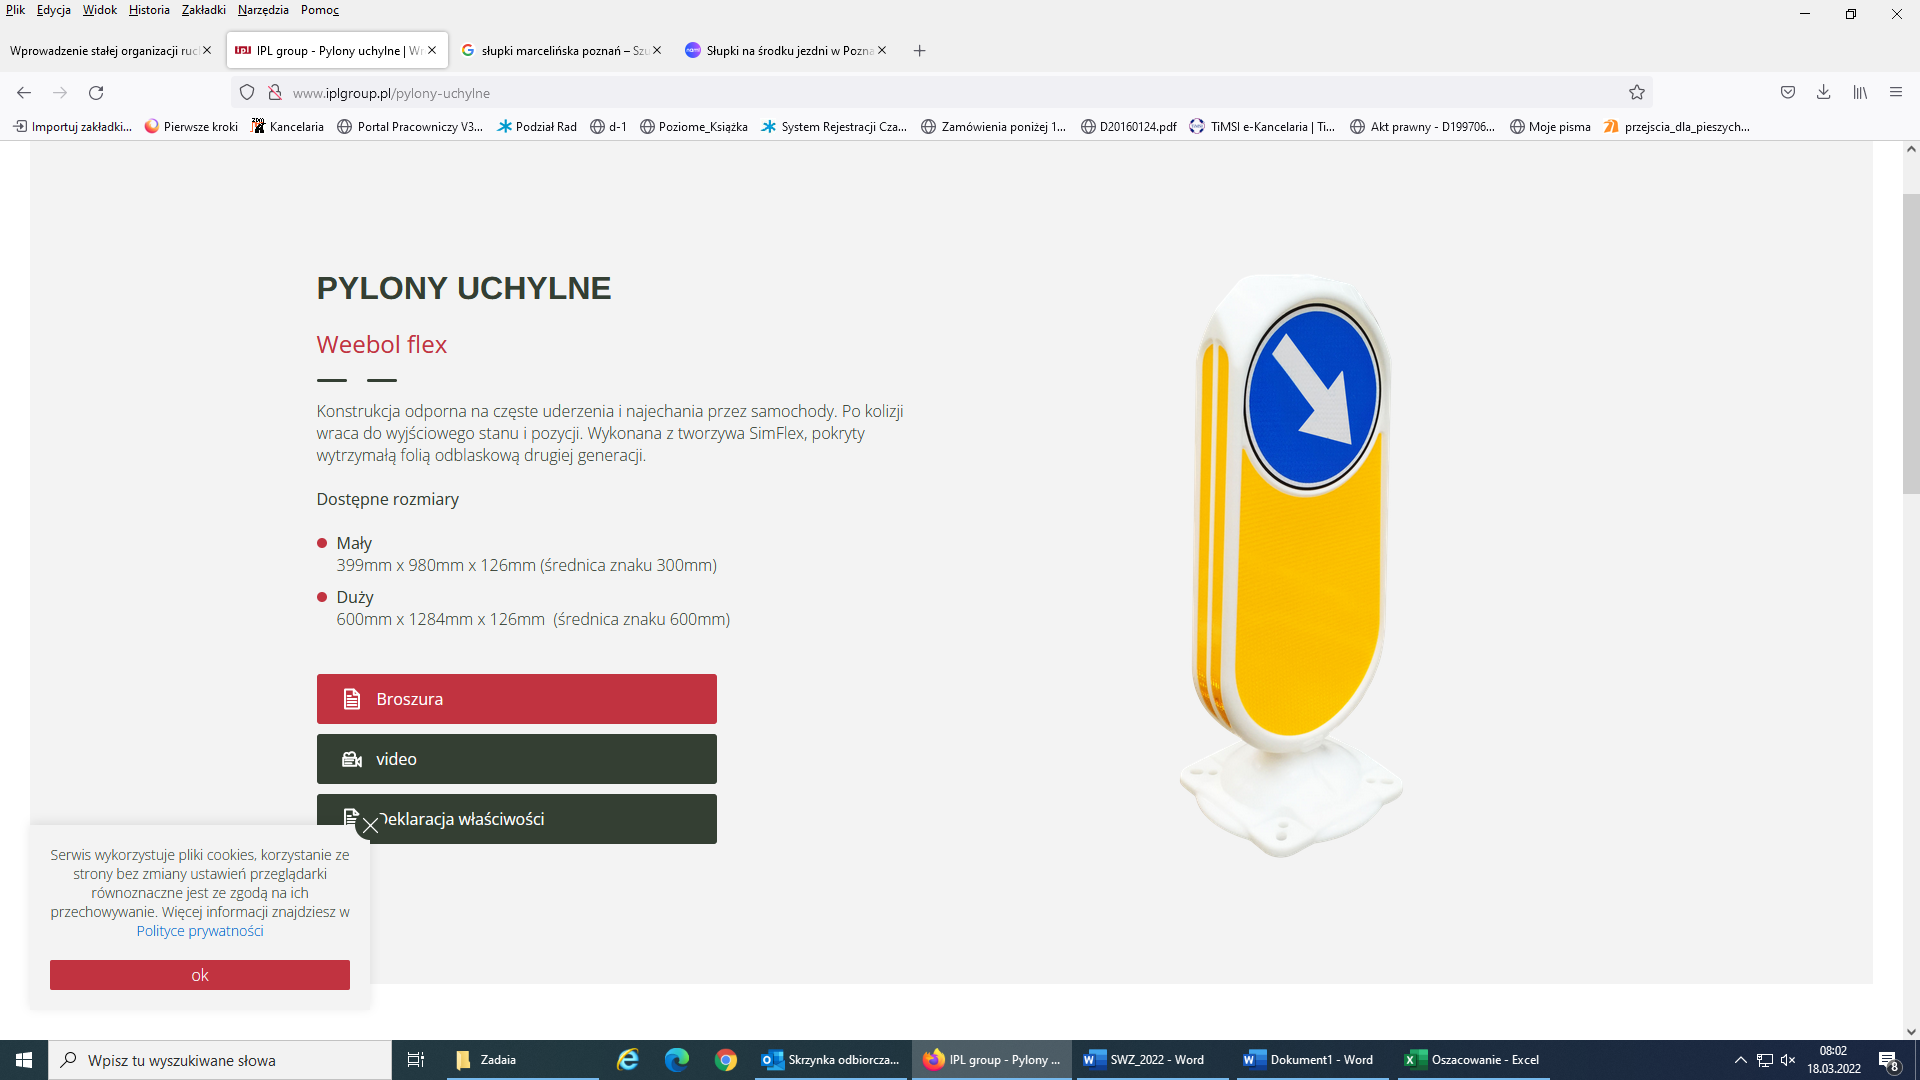 Plik Edycja Widok Historia Zakładki Narzędzia Pomoc
Wprowadzenie stałej organizacji ruc
IPL group - Pylony uchylne | Wr
słupki marcelińska poznań – Szu
Słupki na środku jezdni w Pozna
www.iplgroup.pl/pylony-uchylne
Importuj zakładki... Pierwsze kroki Kancelaria Portal Pracowniczy V3... Podział Rad d-1 Poziome_Książka System Rejestracji Cza... Zamówienia poniżej 1... D20160124.pdf TiMSI e-Kancelaria | Ti... Akt prawny - D199706... Moje pisma przejscia_dla_pieszych...
PYLONY UCHYLNE
Weebol flex
Konstrukcja odporna na częste uderzenia i najechania przez samochody. Po kolizji
wraca do wyjściowego stanu i pozycji. Wykonana z tworzywa SimFlex, pokryty
wytrzymałą folią odblaskową drugiej generacji.
Dostępne rozmiary
Mały
399mm x 980mm x 126mm (średnica znaku 300mm)
Duży
600mm x 1284mm x 126mm (średnica znaku 600mm)
Broszura
video
Deklaracja właściwości
Serwis wykorzystuje pliki cookies, korzystanie ze
strony bez zmiany ustawień przeglądarki
równoznaczne jest ze zgodą na ich
przechowywanie. Więcej informacji znajdziesz w
Polityce prywatności
ok
Wpisz tu wyszukiwane słowa
Zadaia
Skrzynka odbiorcza...
IPL group - Pylony ...
SWZ_2022 - Word
Dokument1 - Word
Oszacowanie - Excel
08:02
18.03.2022
8